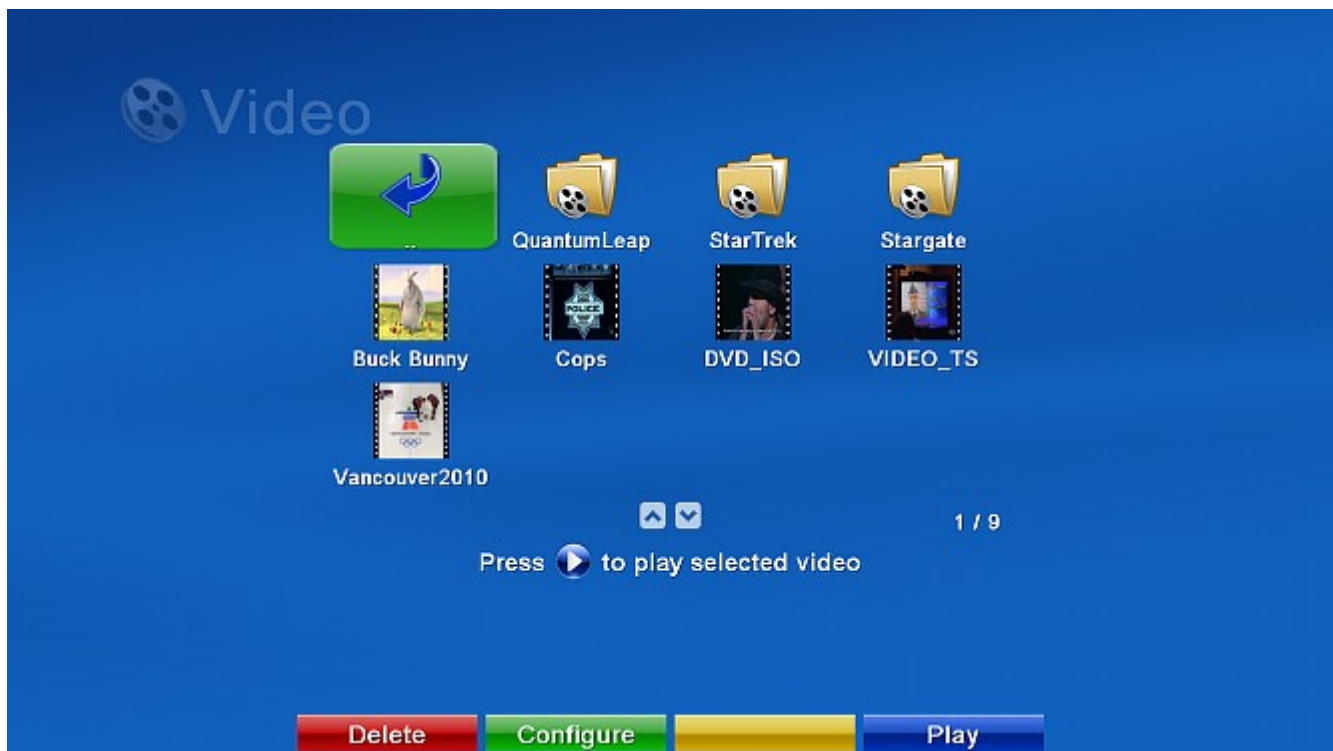 Video
..
QuantumLeap
StarTrek
Stargate
Buck Bunny
POLICE
Cops
DVD_ISO
VIDEO_TS
Vancouver2010
1 / 9
Press to play selected video
Delete
Configure
Play